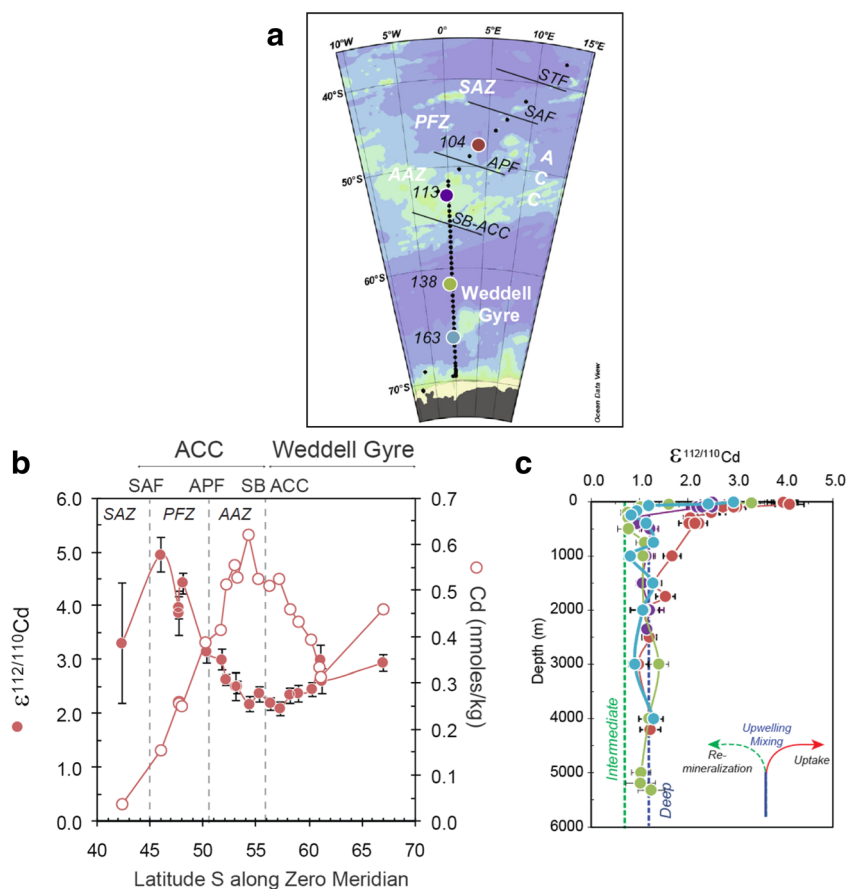 a
10°W
5°W
0°
5°E
10°E
15°E
STF
40°S
SAZ
SAF
PFZ
104
A
C
C
APF
50°S
AAZ
113
SB-ACC
60°S
138
Weddell
Gyre
163
70°S
Ocean Data View
b
ACC
Weddell Gyre
SAF
APF
SB ACC
SAZ
PFZ
AAZ
6.0
5.0
4.0
3.0
2.0
1.0
0.0
ε112/110Cd
0.7
0.6
0.5
0.4
0.3
0.2
0.1
0.0
Cd (nmoles/kg)
40 45 50 55 60 65 70
Latitude S along Zero Meridian
c
ε112/110Cd
0.0 1.0 2.0 3.0 4.0 5.0
0
1000
2000
3000
4000
5000
6000
Depth (m)
Intermediate
Deep
Upwelling
Mixing
Re-
mineralization
Uptake